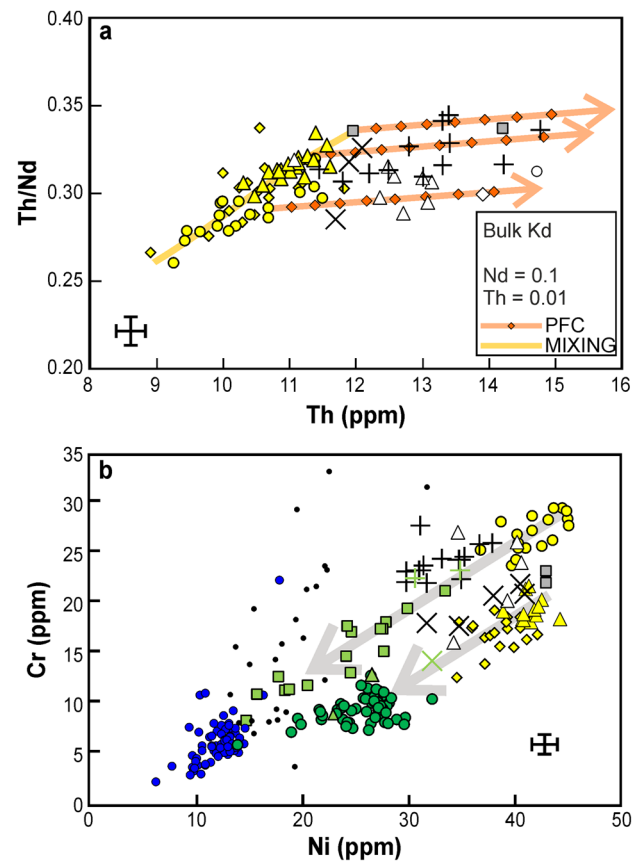 a
0.40
0.35
0.30
0.25
0.20
Th/Nd
8
9
10
11
12
13
14
15
16
Th (ppm)
Bulk Kd
Nd = 0.1
Th = 0.01
PFC
MIXING
b
35
30
25
20
15
10
5
0
Cr (ppm)
0
10
20
30
40
50
Ni (ppm)